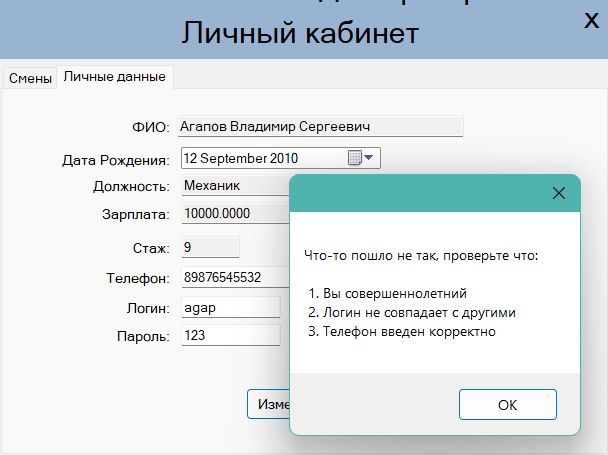 Личный кабинет
X
Смены
Личные данные
ФИО: Агапов Владимир Сергеевич
Дата Рождения: 12 September 2010
Должность: Механик
Зарплата: 10000.0000
Стаж: 9
Телефон: 89876545532
Логин: agap
Пароль: 123
Изме
Что-то пошло не так, проверьте что:
1. Вы совершеннолетний
2. Логин не совпадает с другими
3. Телефон введен корректно
OK